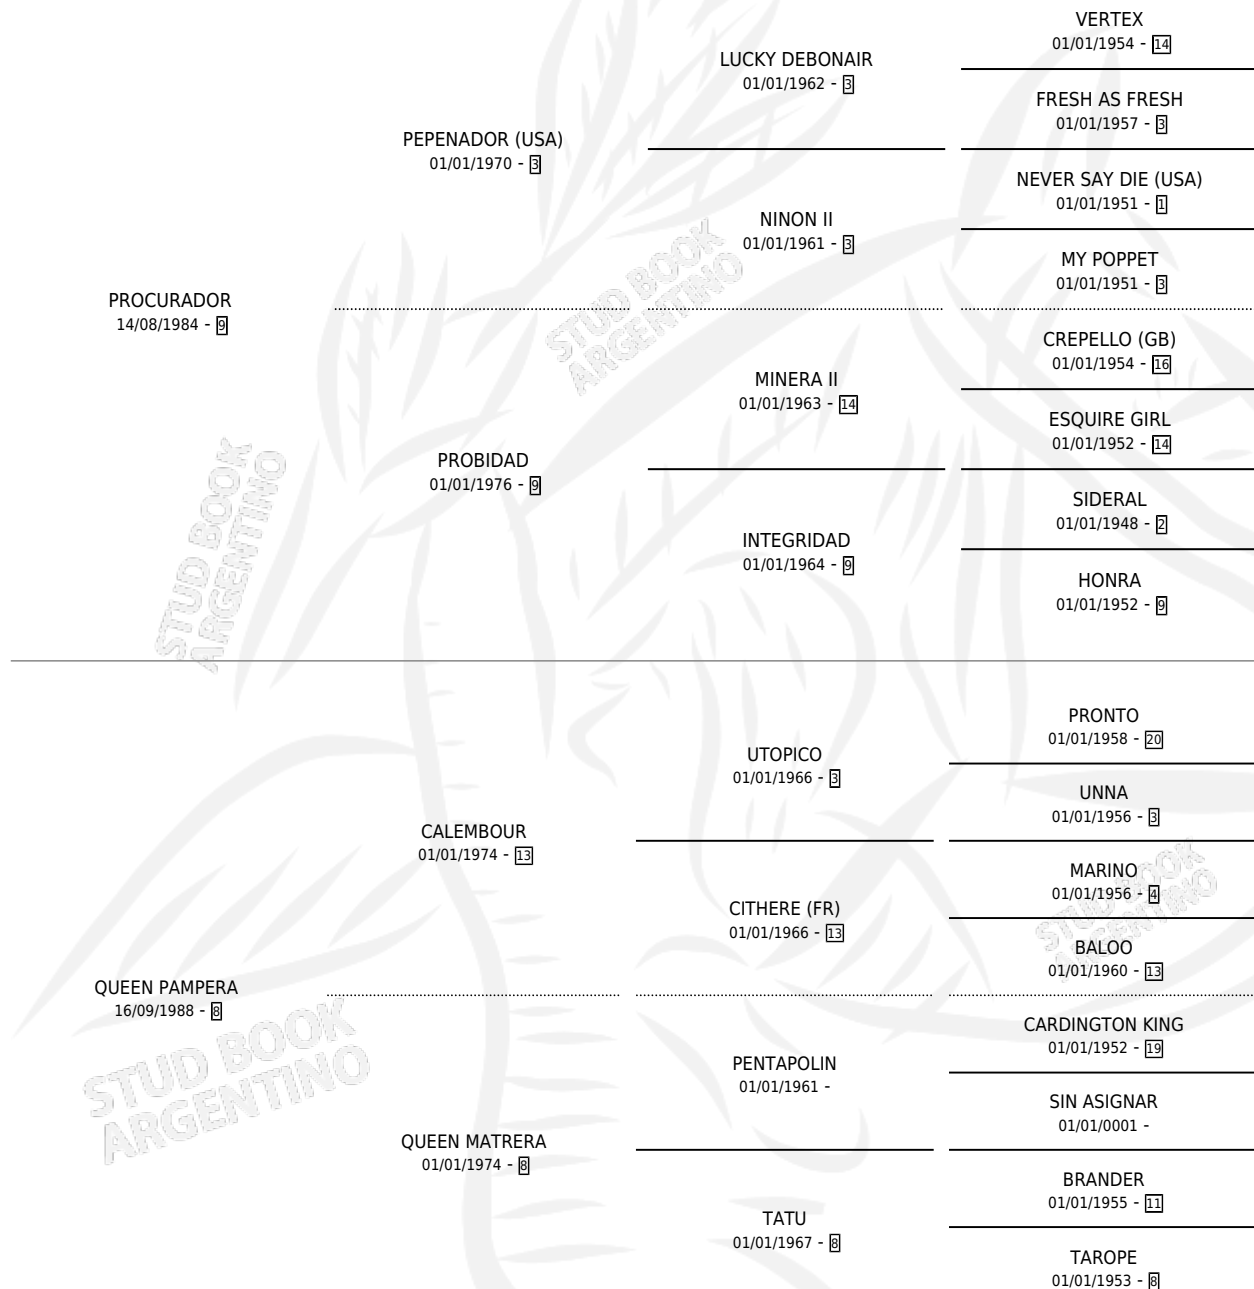 VERTEX
01/01/1954 - 14
LUCKY DEBONAIR
01/01/1962 - 3
FRESH AS FRESH
01/01/1957 - 3
PEPENADOR (USA)
01/01/1970 - 3
NEVER SAY DIE (USA)
01/01/1951 - 1
NINON II
01/01/1961 - 3
MY POPPET
01/01/1951 - 3
PROCURADOR
14/08/1984 - 9
CREPELLO (GB)
01/01/1954 - 16
MINERA II
01/01/1963 - 14
ESQUIRE GIRL
01/01/1952 - 14
PROBIDAD
01/01/1976 - 9
SIDERAL
01/01/1948 - 2
INTEGRIDAD
01/01/1964 - 9
HONRA
01/01/1952 - 9
PRONTO
01/01/1958 - 20
UTOPICO
01/01/1966 - 3
UNNA
01/01/1956 - 3
CALEMBOUR
01/01/1974 - 13
MARINO
01/01/1956 - 4
CITHERE (FR)
01/01/1966 - 13
BALOO
01/01/1960 - 13
QUEEN PAMPERA
16/09/1988 - 8
CARDINGTON KING
01/01/1952 - 19
PENTAPOLIN
01/01/1961 -
SIN ASIGNAR
01/01/0001 -
QUEEN MATRERA
01/01/1974 - 8
BRANDER
01/01/1955 - 11
TATU
01/01/1967 - 8
TAROPE
01/01/1953 - 8
STUD BOOK
ARGENTINO
STUD BOOK
ARGENTINO
STUD BOOK
ARGENTINO
STUD BOOK
ARGENTINO